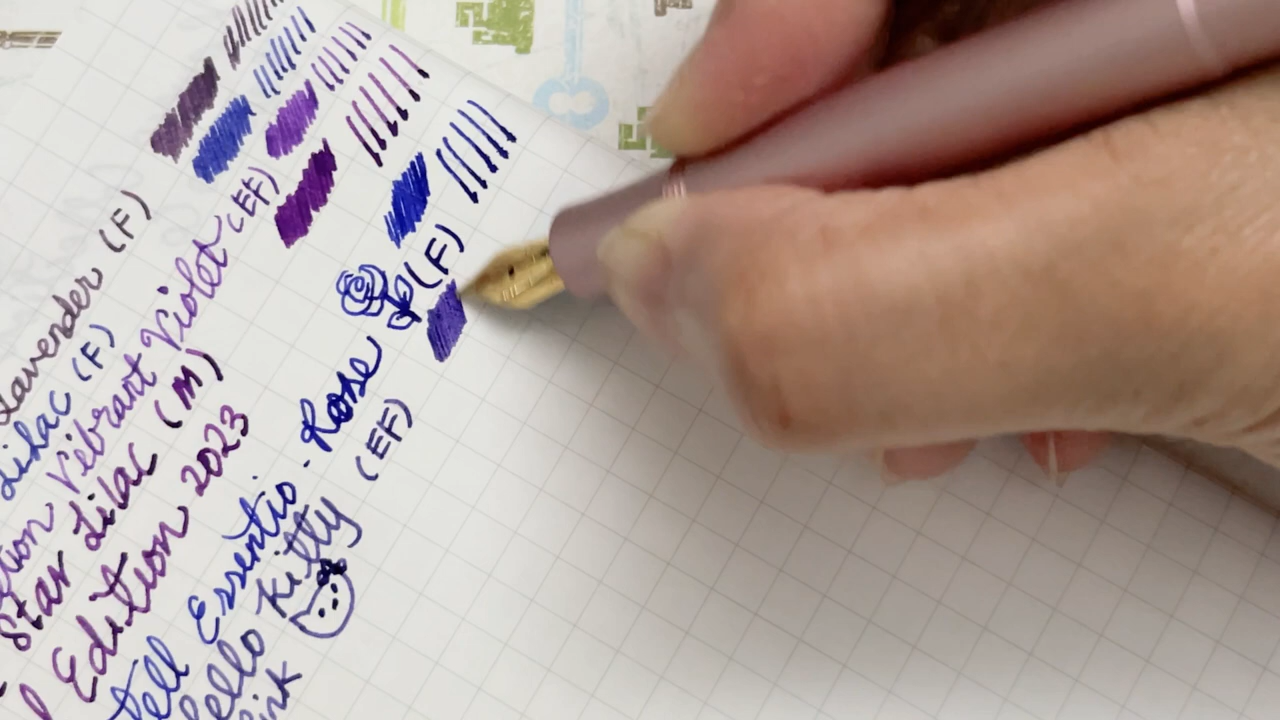 Lavender (F)
Lilac (F)
Vibrant Violet (EF)
Star Lilac (M)
Edition 2023
Essentio. Rose (F)
Hello Kitty (EF)